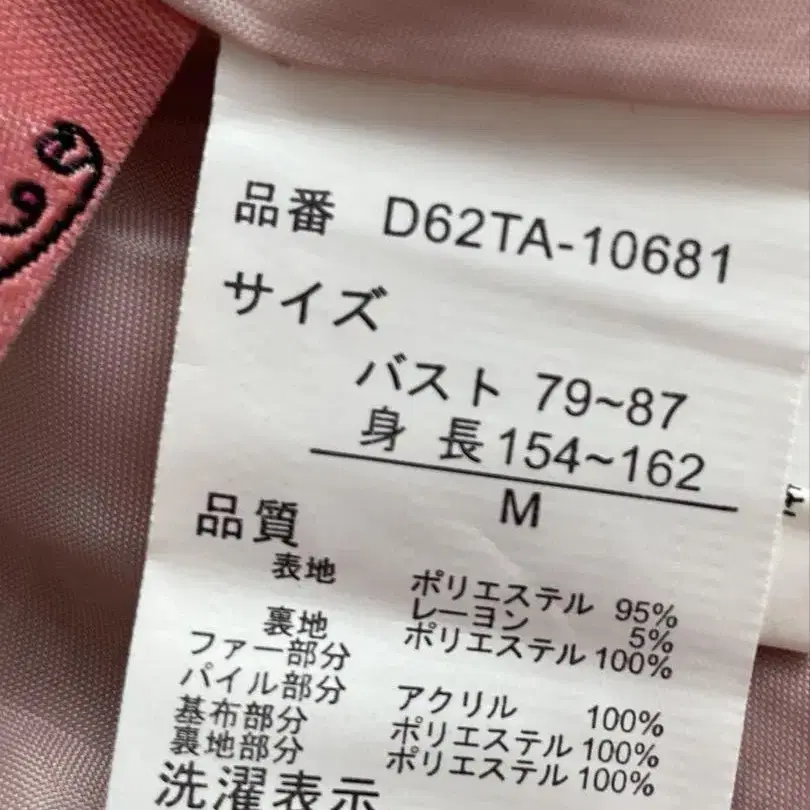 品番 D62TA-10681
サイズ
バスト 79~87
身長 154~162
M
品質
表地 ポリエステル 95%
レーヨン 5%
裏地 ポリエステル 100%
ファー部分
パイル部分 アクリル 100%
基布部分 ポリエステル 100%
裏地部分 ポリエステル 100%
洗濯表示